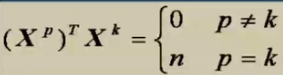 (X^p)^T X^k = { 0 p ≠ k
n p = k